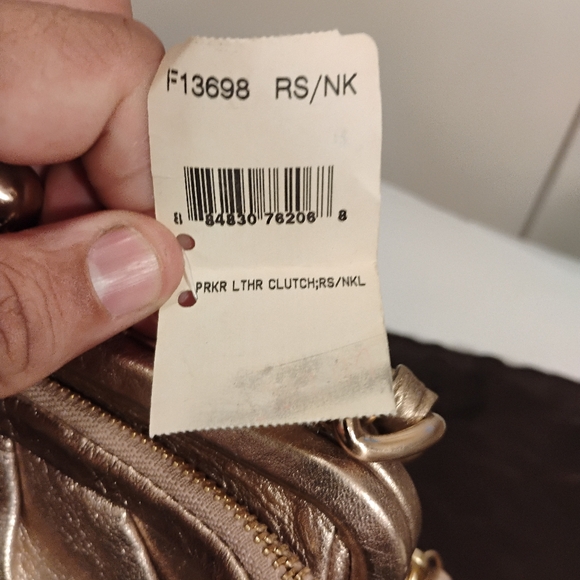 F13698 RS/NK
8 84830 76206 8
PRKR LTHR CLUTCH;RS/NKL